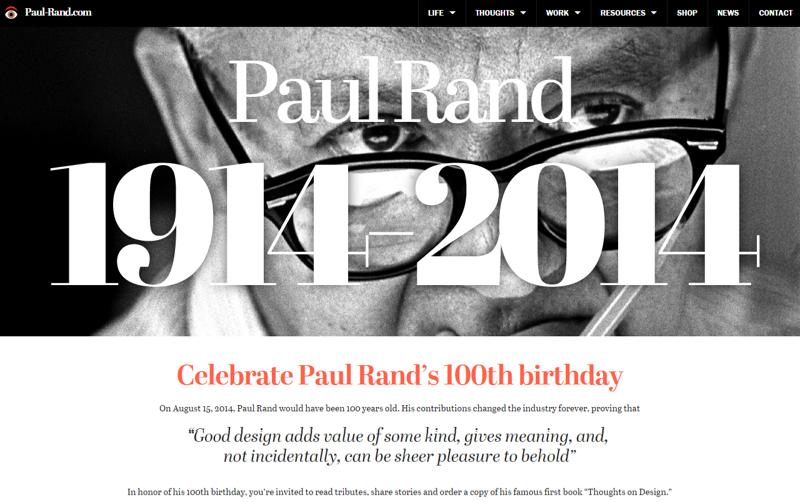 Paul-Rand.com
LIFE THOUGHTS WORK RESOURCES SHOP NEWS CONTACT
Paul Rand
1914–2014
Celebrate Paul Rand’s 100th birthday
On August 15, 2014, Paul Rand would have been 100 years old. His contributions changed the industry forever, proving that
“Good design adds value of some kind, gives meaning, and,
not incidentally, can be sheer pleasure to behold”
In honor of his 100th birthday, you’re invited to read tributes, share stories and order a copy of his famous first book “Thoughts on Design.”